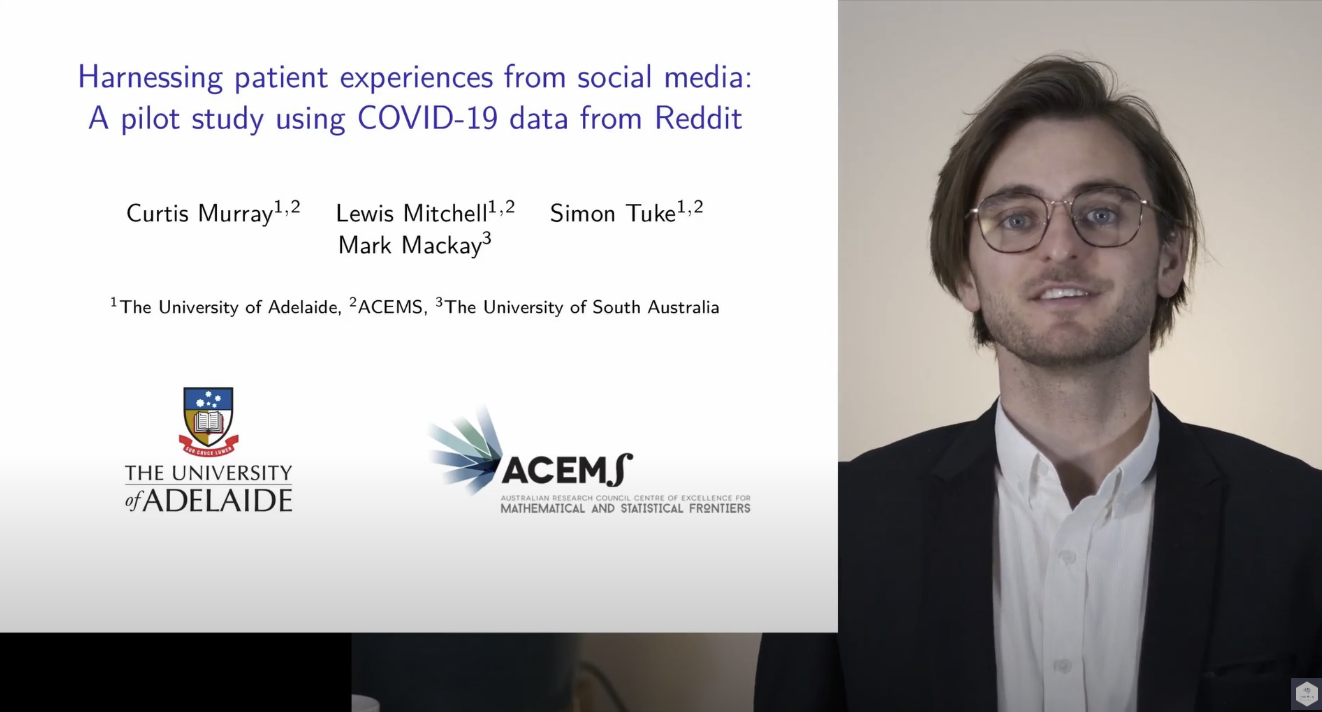 Harnessing patient experiences from social media:
A pilot study using COVID-19 data from Reddit
Curtis Murray1,2 Lewis Mitchell1,2 Simon Tuke1,2
Mark Mackay3
1The University of Adelaide, 2ACEMS, 3The University of South Australia
SUB CRUCE LUMEN
THE UNIVERSITY
of ADELAIDE
ACEMS
AUSTRALIAN RESEARCH COUNCIL CENTRE OF EXCELLENCE FOR
MATHEMATICAL AND STATISTICAL FRONTIERS